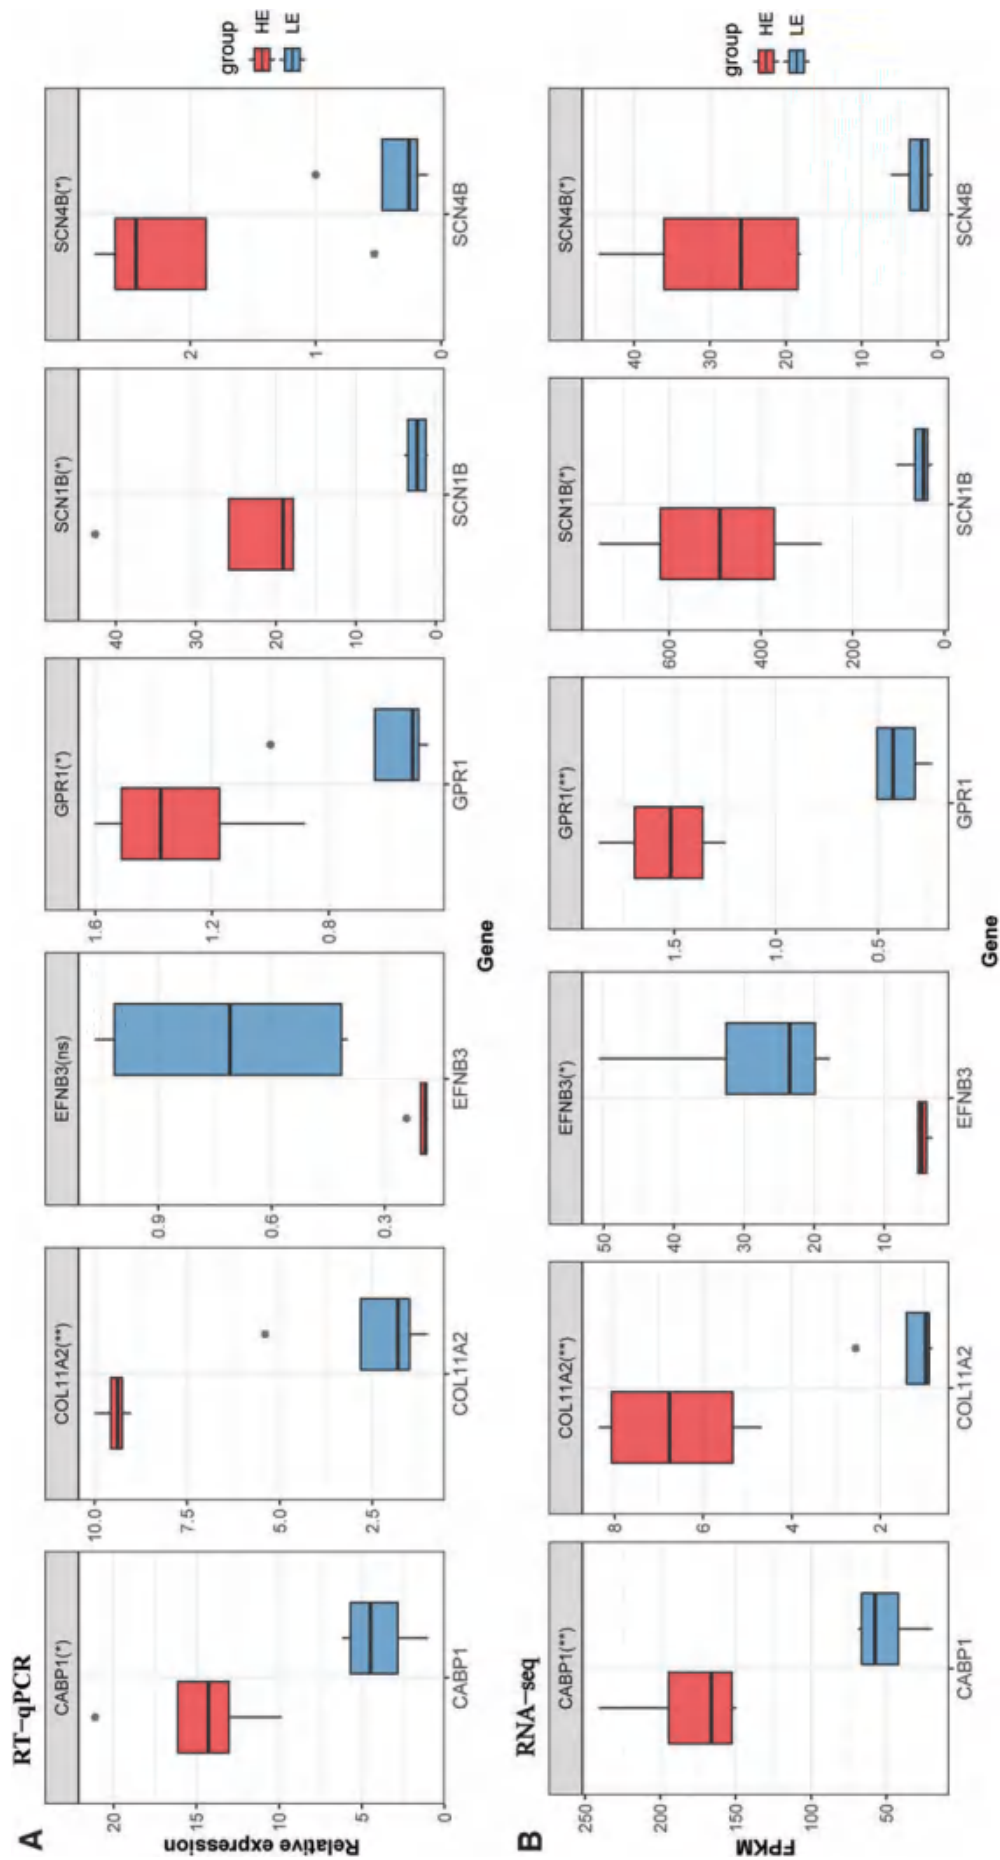 A
RT-qPCR
CABP1(*)
COL11A2(**)
EFNB3(ns)
GPR1(*)
SCN1B(*)
SCN4B(*)
Relative expression
20
15
10
5
0
10.0
7.5
5.0
2.5
0.9
0.6
0.3
1.6
1.2
0.8
40
30
20
10
0
2
1
0
CABP1
COL11A2
EFNB3
GPR1
SCN1B
SCN4B
Gene
group
HE
LE
B
RNA-seq
CABP1(**)
COL11A2(**)
EFNB3(*)
GPR1(**)
SCN1B(*)
SCN4B(*)
FPKM
250
200
150
100
50
8
6
4
2
50
40
30
20
10
1.5
1.0
0.5
600
400
200
0
40
30
20
10
0
CABP1
COL11A2
EFNB3
GPR1
SCN1B
SCN4B
Gene
group
HE
LE